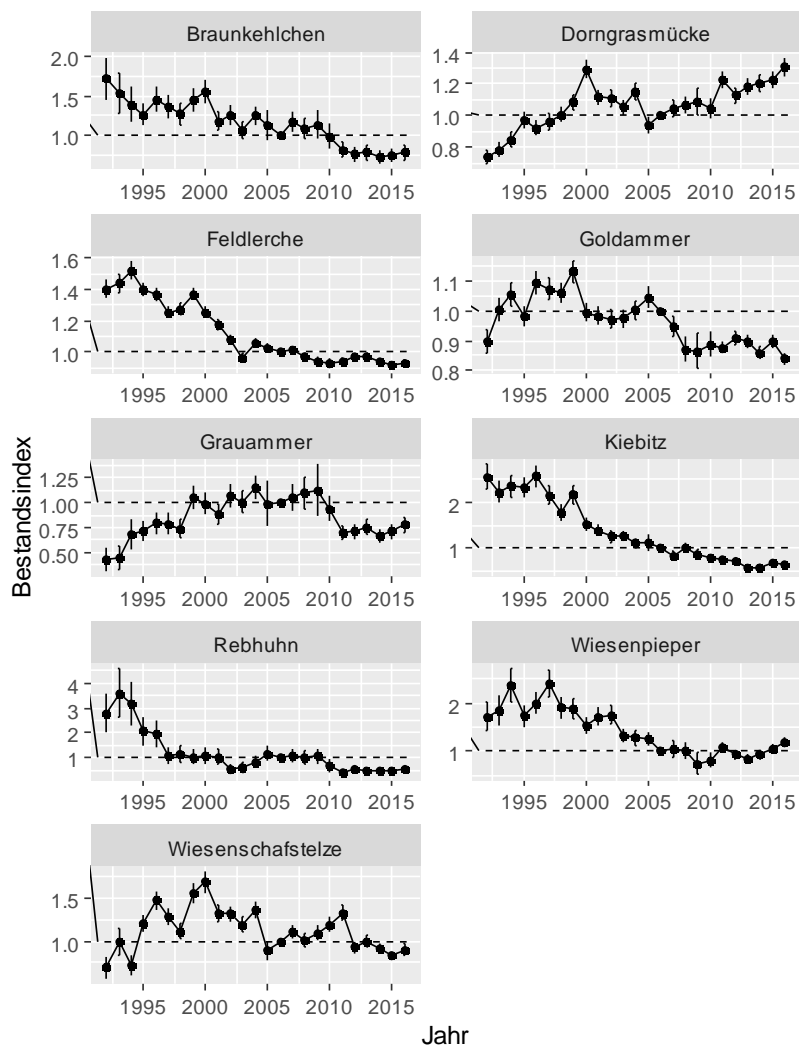 Braunkehlchen
2.0
1.5
1.0
1995 2000 2005 2010 2015
Dorngrasmücke
1.4
1.2
1.0
0.8
1995 2000 2005 2010 2015
Feldlerche
1.6
1.4
1.2
1.0
1995 2000 2005 2010 2015
Goldammer
1.1
1.0
0.9
0.8
1995 2000 2005 2010 2015
Grauammer
1.25
1.00
0.75
0.50
1995 2000 2005 2010 2015
Kiebitz
2
1
1995 2000 2005 2010 2015
Rebhuhn
4
3
2
1
1995 2000 2005 2010 2015
Wiesenpieper
2
1
1995 2000 2005 2010 2015
Wiesenschafstelze
1.5
1.0
1995 2000 2005 2010 2015
Bestandsindex
Jahr